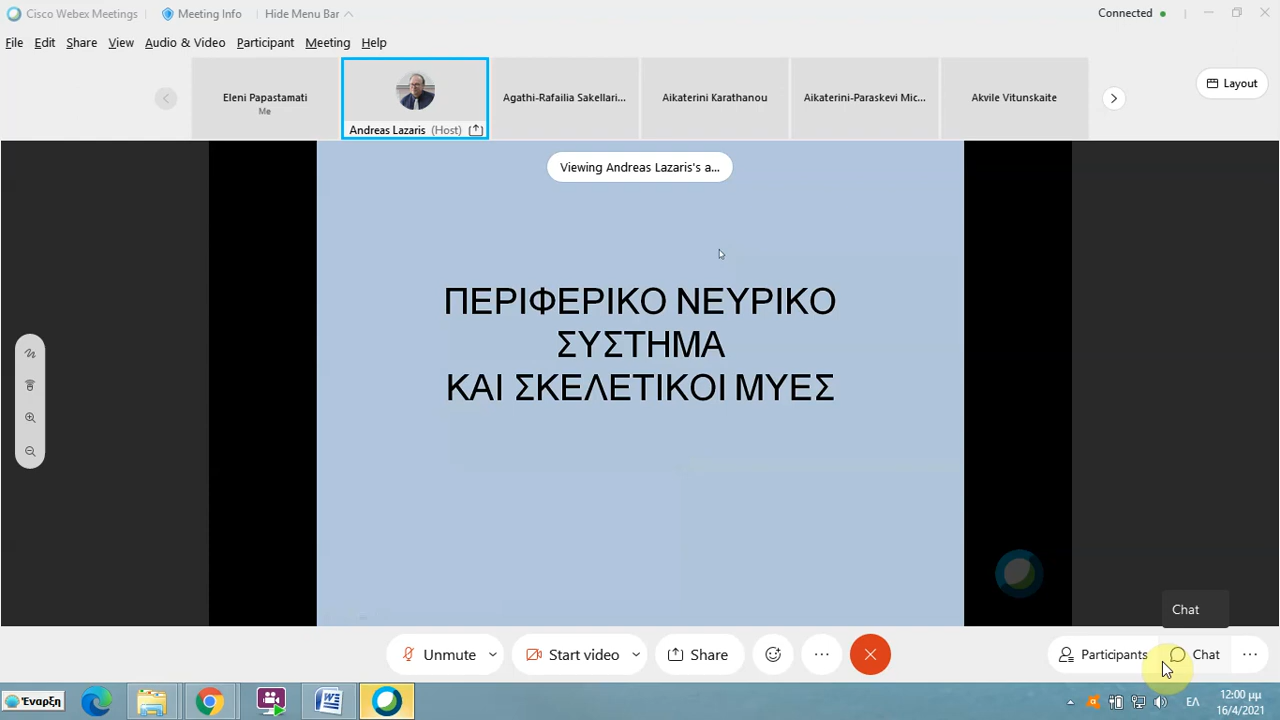 Cisco Webex Meetings Meeting Info Hide Menu Bar Connected
File Edit Share View Audio & Video Participant Meeting Help
Eleni Papastamati
Me
Andreas Lazaris (Host)
Agathi-Rafailia Sakellari...
Aikaterini Karathanou
Aikaterini-Paraskevi Mic...
Akvile Vitunskaite
Layout
Viewing Andreas Lazaris's a...
ΠΕΡΙΦΕΡΙΚΟ ΝΕΥΡΙΚΟ
ΣΥΣΤΗΜΑ
ΚΑΙ ΣΚΕΛΕΤΙΚΟΙ ΜΥΕΣ
Chat
Unmute Start video Share Participants Chat
Έναρξη ΕΛ 12:00 μμ
16/4/2021